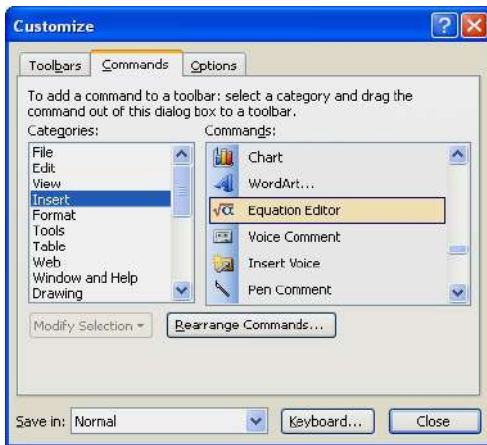 Customize
Toolbars Commands Options
To add a command to a toolbar: select a category and drag the
command out of this dialog box to a toolbar.
Categories: Commands:
File
Edit
View
Insert
Format
Tools
Table
Web
Window and Help
Drawing
Chart
WordArt...
√α Equation Editor
Voice Comment
Insert Voice
Pen Comment
Modify Selection Rearrange Commands...
Save in: Normal Keyboard... Close